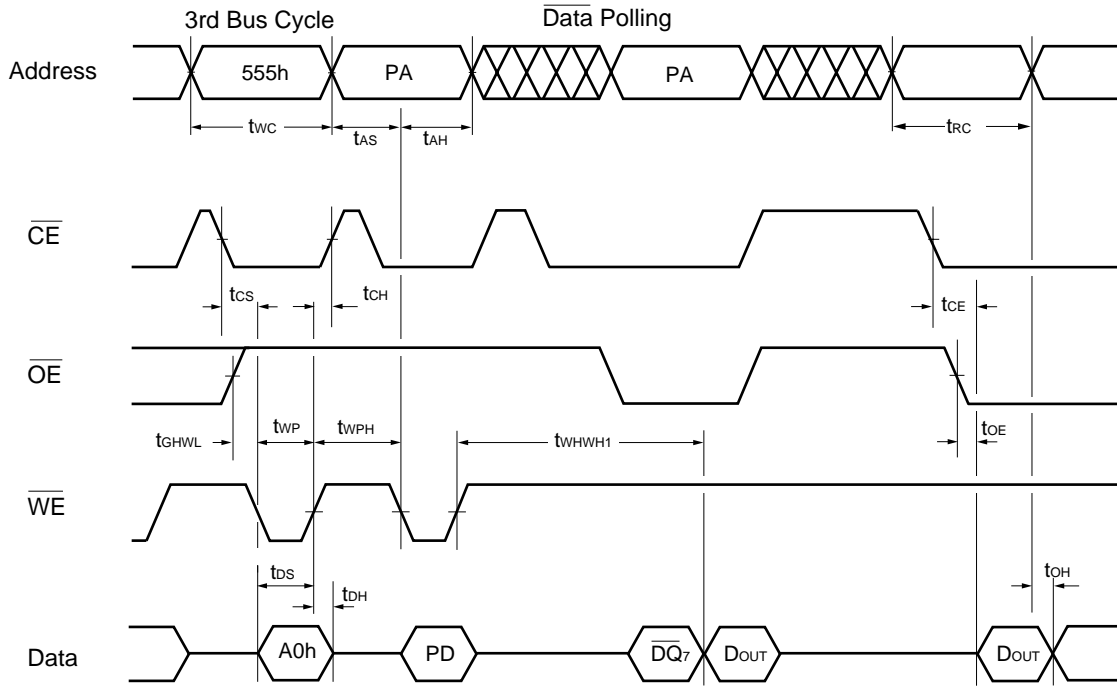 3rd Bus Cycle
Data Polling
Address
555h
PA
PA
tWC
tAS
tAH
tRC
CE
tCS
tCH
tCE
OE
tGHWL
tWP
tWPH
tWHWH1
tOE
WE
tDS
tDH
tOH
Data
A0h
PD
DQ7
DOUT
DOUT